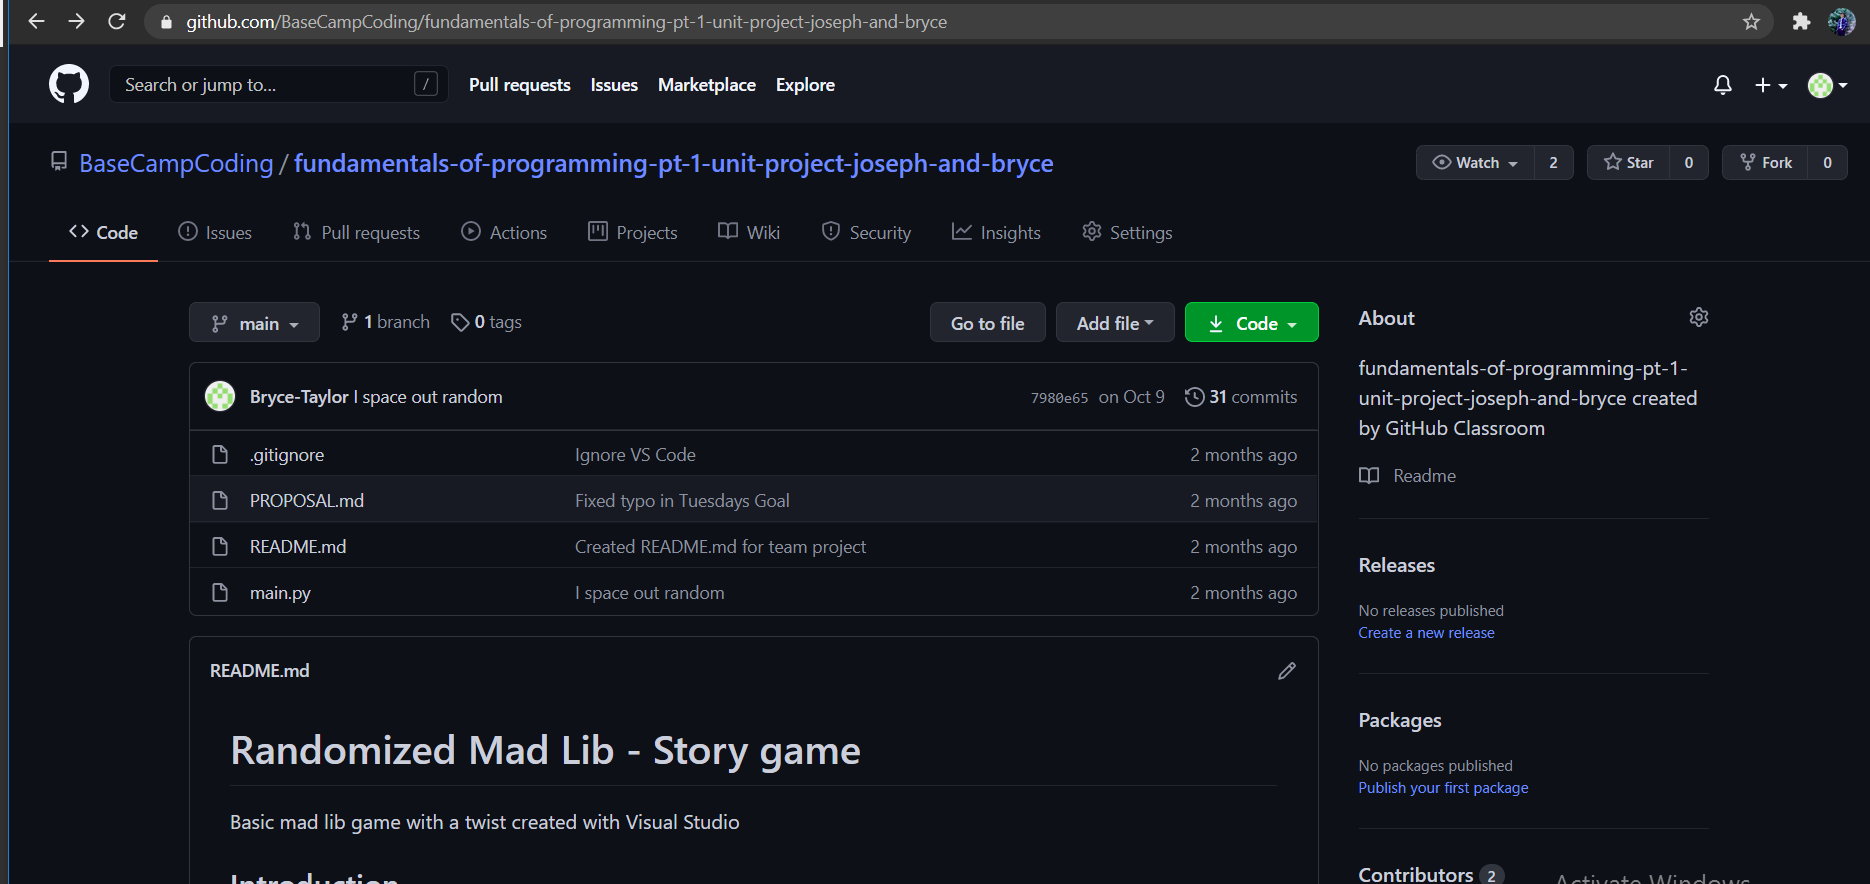 github.com/BaseCampCoding/fundamentals-of-programming-pt-1-unit-project-joseph-and-bryce
Search or jump to... /
Pull requests Issues Marketplace Explore
BaseCampCoding / fundamentals-of-programming-pt-1-unit-project-joseph-and-bryce
Watch 2 Star 0 Fork 0
Code Issues Pull requests Actions Projects Wiki Security Insights Settings
main 1 branch 0 tags Go to file Add file Code
Bryce-Taylor I space out random 7980e65 on Oct 9 31 commits
.gitignore Ignore VS Code 2 months ago
PROPOSAL.md Fixed typo in Tuesdays Goal 2 months ago
README.md Created README.md for team project 2 months ago
main.py I space out random 2 months ago
README.md
Randomized Mad Lib - Story game
Basic mad lib game with a twist created with Visual Studio
Introduction
About
fundamentals-of-programming-pt-1-
unit-project-joseph-and-bryce created
by GitHub Classroom
Readme
Releases
No releases published
Create a new release
Packages
No packages published
Publish your first package
Contributors 2
Activate Windows